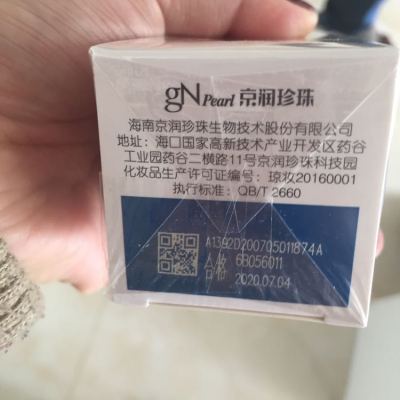 gN Pearl 京润珍珠
海南京润珍珠生物技术股份有限公司
地址：海口国家高新技术产业开发区药谷
工业园药谷二横路11号京润珍珠科技园
化妆品生产许可证编号：琼妆20160001
执行标准：QB/T 2660
A1392D200705011874A
6B056011
2020.07.04